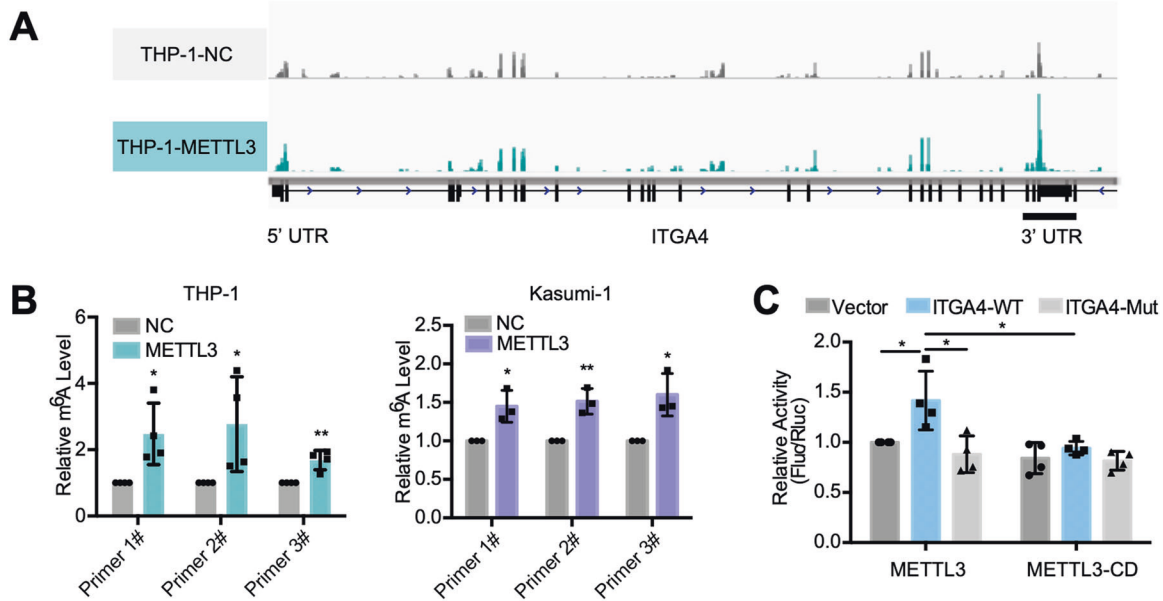 A
THP-1-NC
THP-1-METTL3
5' UTR ITGA4 3' UTR
B
THP-1
NC
METTL3
Relative m6A Level
6
4
2
0
* * **
Primer 1# Primer 2# Primer 3#
Kasumi-1
NC
METTL3
Relative m6A Level
2.5
2.0
1.5
1.0
0.5
0.0
* ** *
Primer 1# Primer 2# Primer 3#
C
Vector ITGA4-WT ITGA4-Mut
Relative Activity
(Fluc/Rluc)
2.0
1.5
1.0
0.5
0.0
*
* *
METTL3 METTL3-CD